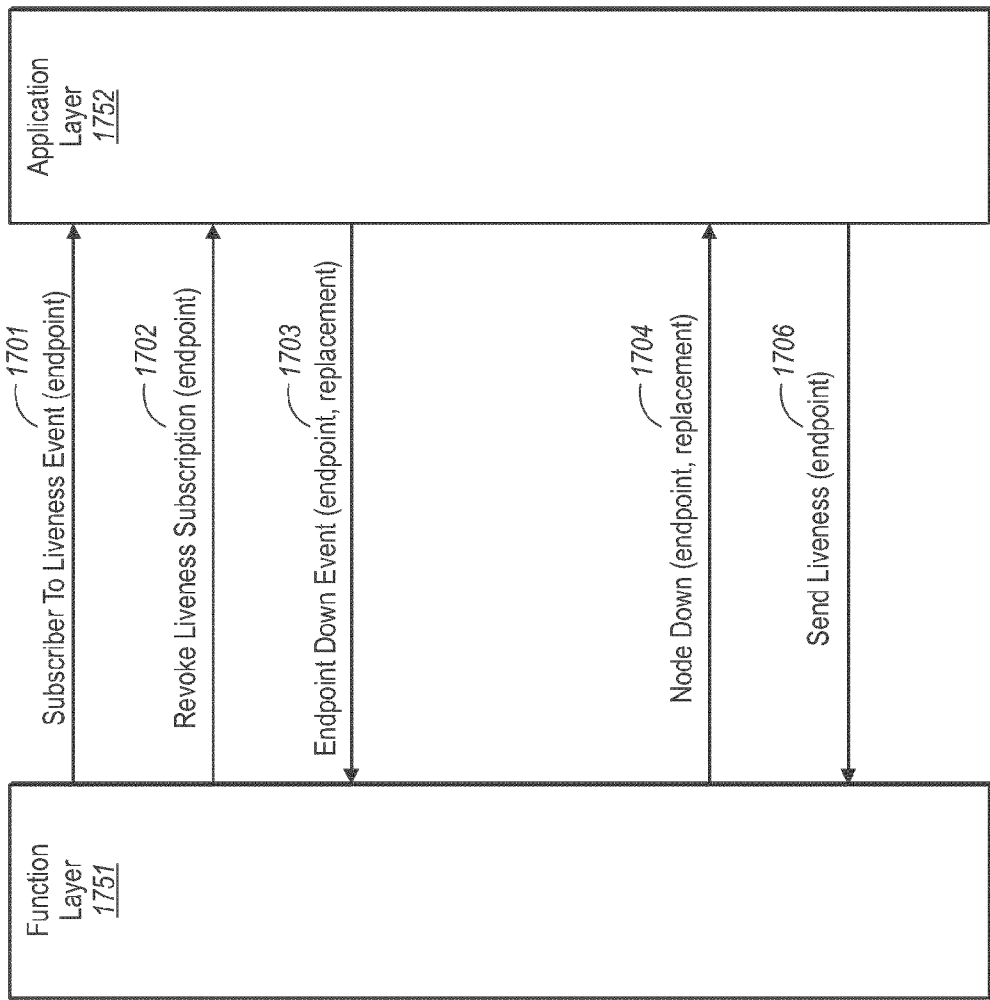 Function
Layer
1751
Application
Layer
1752
1701
Subscriber To Liveness Event (endpoint)
1702
Revoke Liveness Subscription (endpoint)
1703
Endpoint Down Event (endpoint, replacement)
1704
Node Down (endpoint, replacement)
1706
Send Liveness (endpoint)